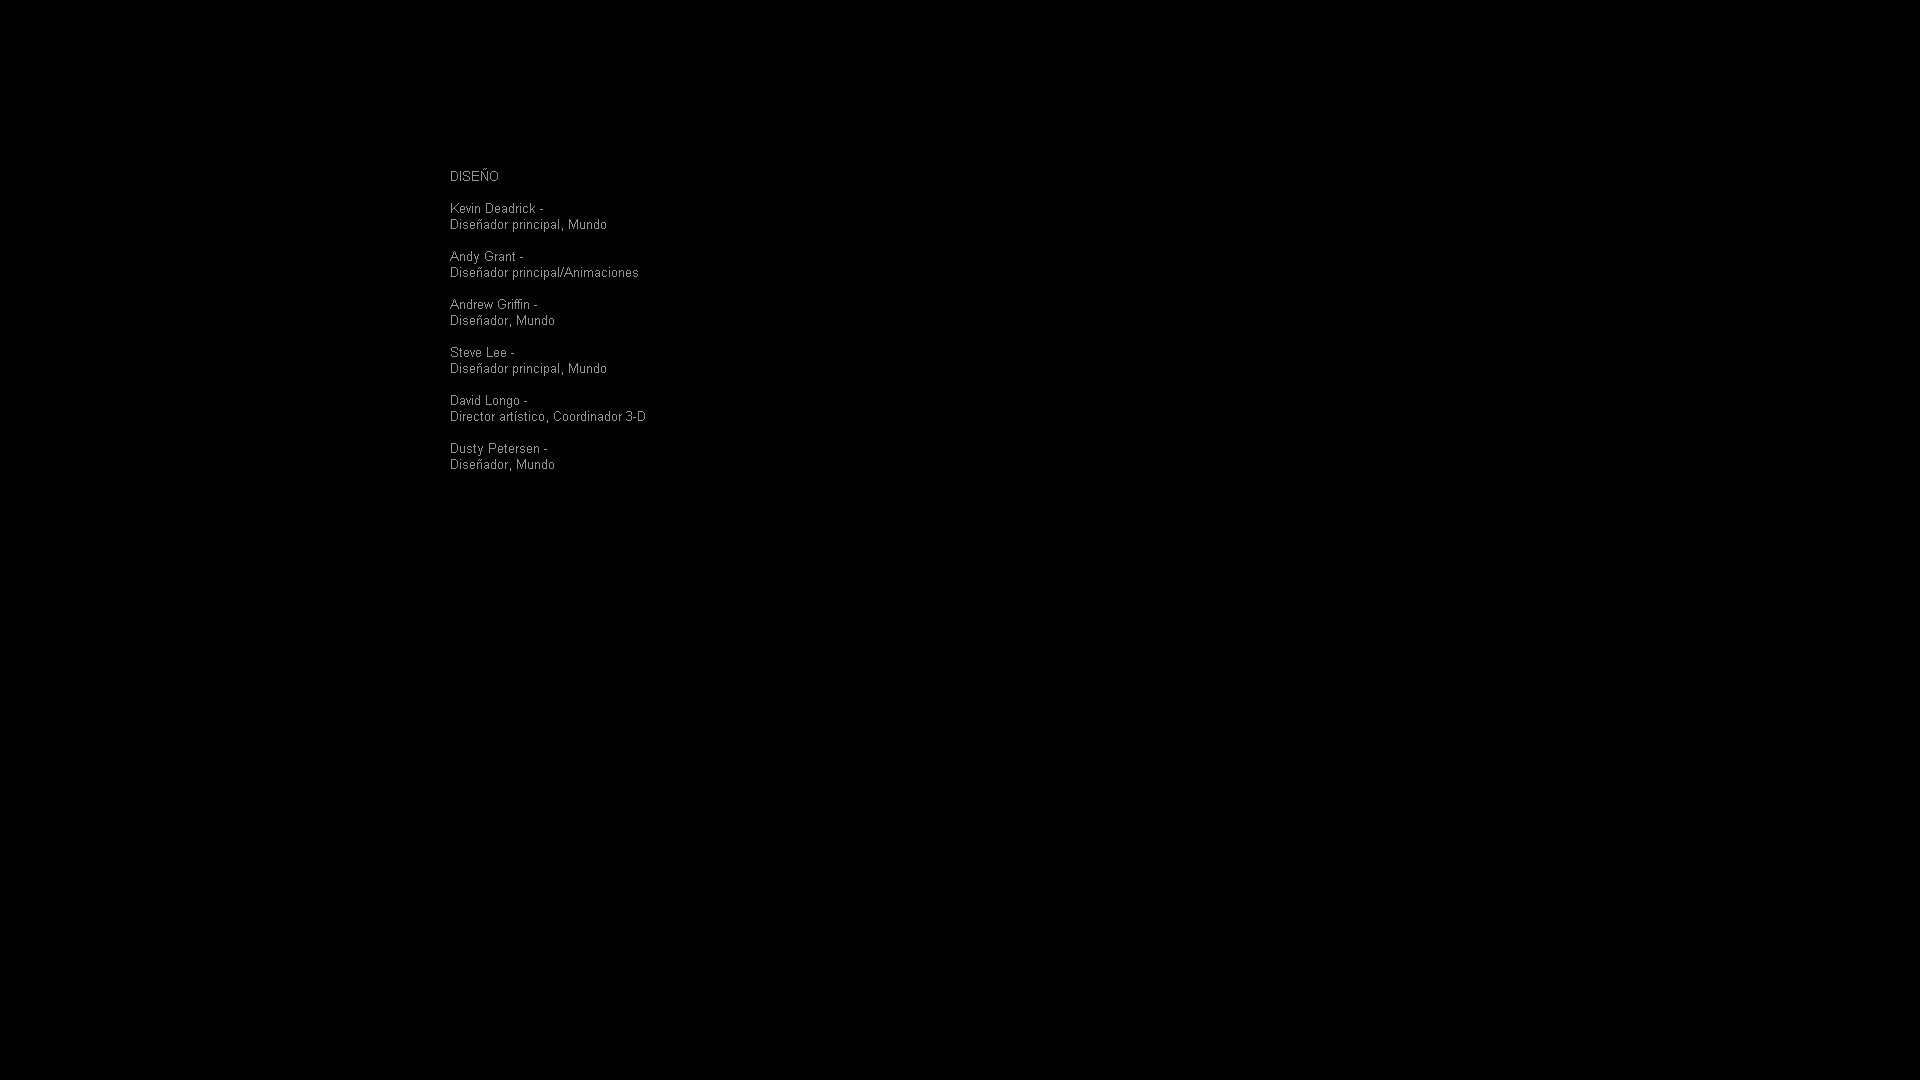 DISEÑO
Kevin Deadrick -
Diseñador principal, Mundo
Andy Grant -
Diseñador principal/Animaciones
Andrew Griffin -
Diseñador, Mundo
Steve Lee -
Diseñador principal, Mundo
David Longo -
Director artístico, Coordinador 3-D
Dusty Petersen -
Diseñador, Mundo